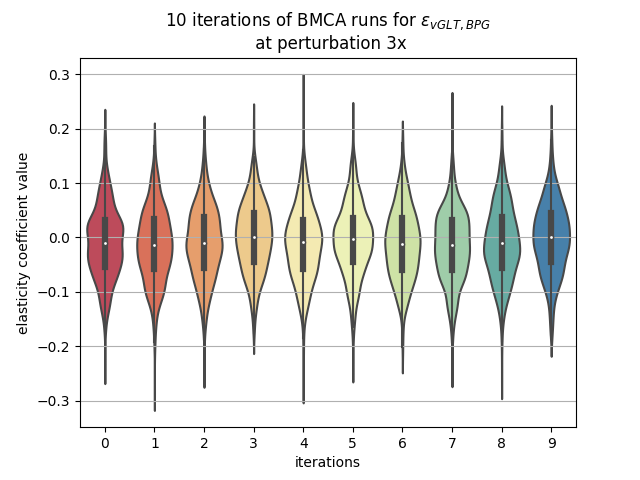 10 iterations of BMCA runs for ε_{vGLT,BPG}
at perturbation 3x
elasticity coefficient value
0.3
0.2
0.1
0.0
−0.1
−0.2
−0.3
0 1 2 3 4 5 6 7 8 9
iterations